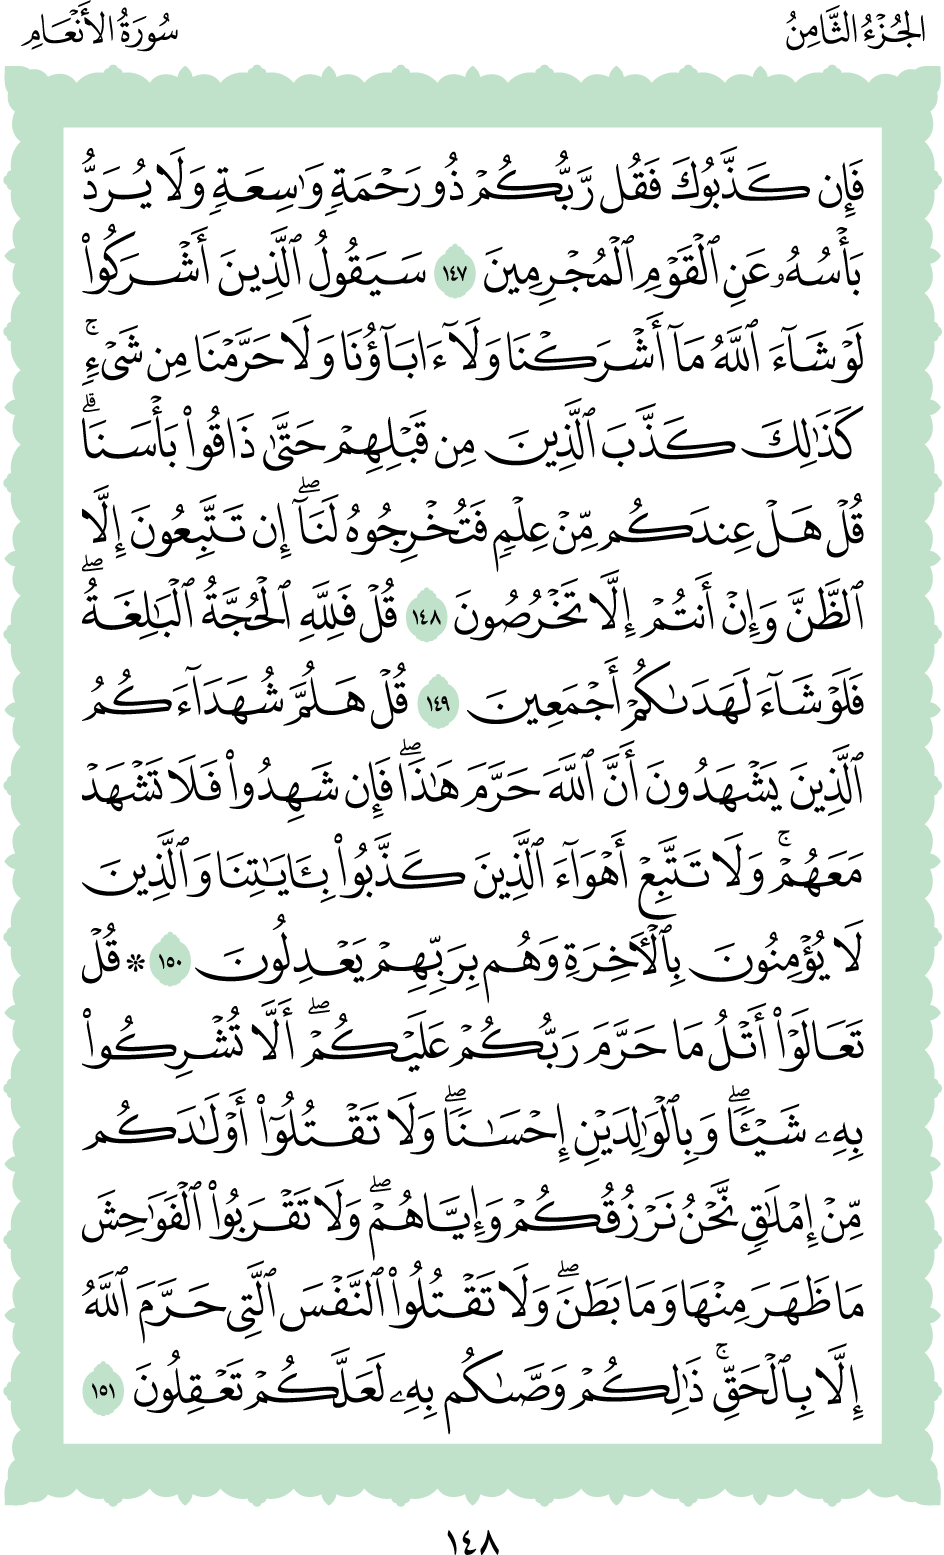 الجُزْءُ الثَّامِنُ
سُورَةُ الأَنْعَامِ
فَإِن كَذَّبُوكَ فَقُل رَّبُّكُمْ ذُو رَحْمَةٍ وَٰسِعَةٍ وَلَا يُرَدُّ
بَأْسُهُۥ عَنِ ٱلْقَوْمِ ٱلْمُجْرِمِينَ ١٤٧ سَيَقُولُ ٱلَّذِينَ أَشْرَكُوا۟
لَوْ شَآءَ ٱللَّهُ مَآ أَشْرَكْنَا وَلَآ ءَابَآؤُنَا وَلَا حَرَّمْنَا مِن شَىْءٍ ۚ
كَذَٰلِكَ كَذَّبَ ٱلَّذِينَ مِن قَبْلِهِمْ حَتَّىٰ ذَاقُوا۟ بَأْسَنَا ۗ
قُلْ هَلْ عِندَكُم مِّنْ عِلْمٍ فَتُخْرِجُوهُ لَنَآ ۖ إِن تَتَّبِعُونَ إِلَّا
ٱلظَّنَّ وَإِنْ أَنتُمْ إِلَّا تَخْرُصُونَ ١٤٨ قُلْ فَلِلَّهِ ٱلْحُجَّةُ ٱلْبَٰلِغَةُ ۖ
فَلَوْ شَآءَ لَهَدَىٰكُمْ أَجْمَعِينَ ١٤٩ قُلْ هَلُمَّ شُهَدَآءَكُمُ
ٱلَّذِينَ يَشْهَدُونَ أَنَّ ٱللَّهَ حَرَّمَ هَٰذَا ۖ فَإِن شَهِدُوا۟ فَلَا تَشْهَدْ
مَعَهُمْ ۚ وَلَا تَتَّبِعْ أَهْوَآءَ ٱلَّذِينَ كَذَّبُوا۟ بِـَٔايَٰتِنَا وَٱلَّذِينَ
لَا يُؤْمِنُونَ بِٱلْـَٔاخِرَةِ وَهُم بِرَبِّهِمْ يَعْدِلُونَ ١٥٠ * قُلْ
تَعَالَوْا۟ أَتْلُ مَا حَرَّمَ رَبُّكُمْ عَلَيْكُمْ ۖ أَلَّا تُشْرِكُوا۟
بِهِۦ شَيْـًٔا ۖ وَبِٱلْوَٰلِدَيْنِ إِحْسَٰنًا ۖ وَلَا تَقْتُلُوٓا۟ أَوْلَٰدَكُم
مِّنْ إِمْلَٰقٍ ۖ نَّحْنُ نَرْزُقُكُمْ وَإِيَّاهُمْ ۖ وَلَا تَقْرَبُوا۟ ٱلْفَوَٰحِشَ
مَا ظَهَرَ مِنْهَا وَمَا بَطَنَ ۖ وَلَا تَقْتُلُوا۟ ٱلنَّفْسَ ٱلَّتِى حَرَّمَ ٱللَّهُ
إِلَّا بِٱلْحَقِّ ۚ ذَٰلِكُمْ وَصَّىٰكُم بِهِۦ لَعَلَّكُمْ تَعْقِلُونَ ١٥١
١٤٨